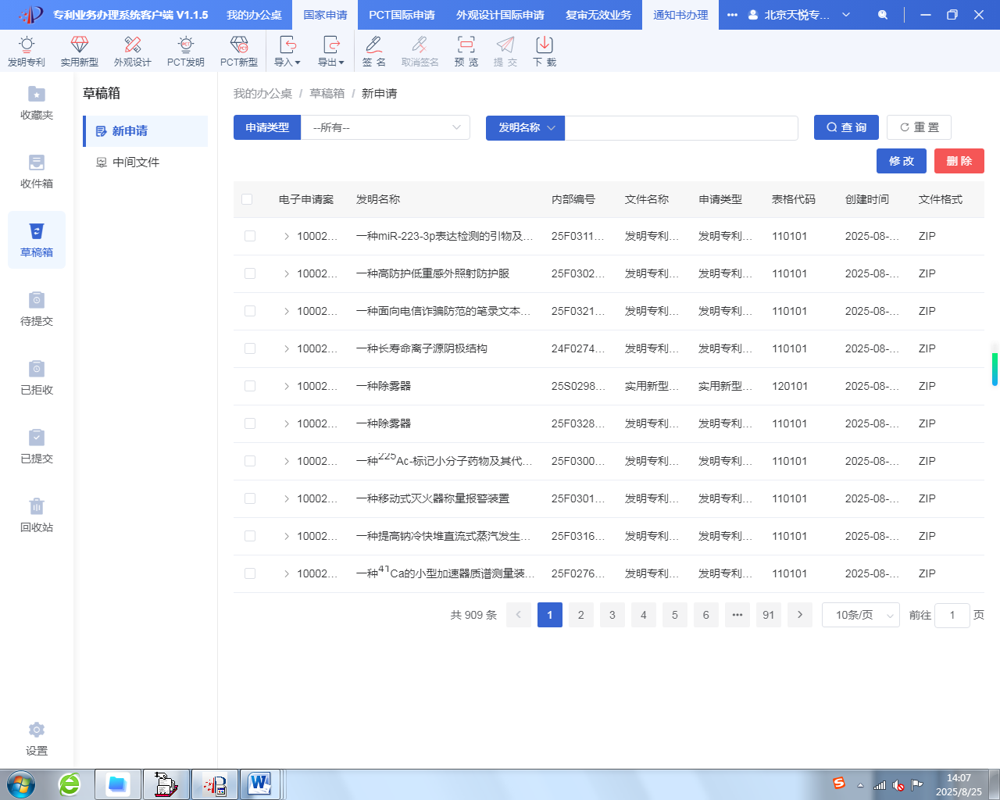 专利业务办理系统客户端 V1.1.5 我的办公桌 国家申请 PCT国际申请 外观设计国际申请 复审无效业务 通知书办理 ••• 北京天悦专...
发明专利 实用新型 外观设计 PCT发明 PCT新型 导入 导出 签 名 取消签名 预 览 提 交 下 载
收藏夹
收件箱
草稿箱
待提交
已拒收
已提交
回收站
设置
草稿箱
新申请
中间文件
我的办公桌 / 草稿箱 / 新申请
申请类型 --所有-- 发明名称 查 询 重 置
修 改 删 除
电子申请案 发明名称 内部编号 文件名称 申请类型 表格代码 创建时间 文件格式
10002... 一种miR-223-3p表达检测的引物及... 25F0311... 发明专利... 发明专利... 110101 2025-08-... ZIP
10002... 一种高防护低重感外照射防护服 25F0302... 发明专利... 发明专利... 110101 2025-08-... ZIP
10002... 一种面向电信诈骗防范的笔录文本... 25F0321... 发明专利... 发明专利... 110101 2025-08-... ZIP
10002... 一种长寿命离子源阴极结构 24F0274... 发明专利... 发明专利... 110101 2025-08-... ZIP
10002... 一种除雾器 25S0298... 实用新型... 实用新型... 120101 2025-08-... ZIP
10002... 一种除雾器 25F0328... 发明专利... 发明专利... 110101 2025-08-... ZIP
10002... 一种²²⁵Ac-标记小分子药物及其代... 25F0300... 发明专利... 发明专利... 110101 2025-08-... ZIP
10002... 一种移动式灭火器称量报警装置 25F0301... 发明专利... 发明专利... 110101 2025-08-... ZIP
10002... 一种提高钠冷快堆直流式蒸汽发生... 25F0316... 发明专利... 发明专利... 110101 2025-08-... ZIP
10002... 一种⁴¹Ca的小型加速器质谱测量装... 25F0276... 发明专利... 发明专利... 110101 2025-08-... ZIP
共 909 条 1 2 3 4 5 6 ••• 91 10条/页 前往 1 页
14:07
2025/8/25